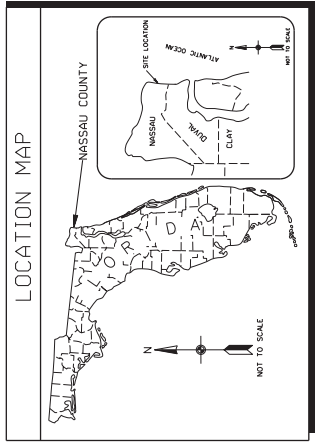 LOCATION MAP
NASSAU COUNTY
SITE LOCATION
ATLANTIC OCEAN
NASSAU
DUVAL
CLAY
N
NOT TO SCALE
O R D A
N
NOT TO SCALE